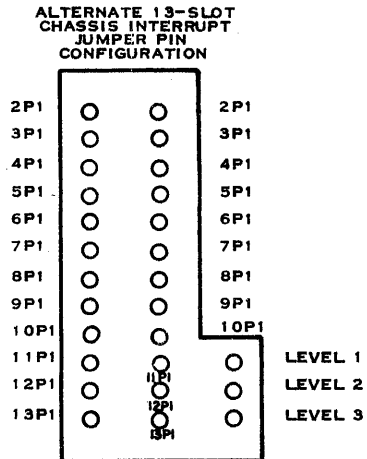 ALTERNATE 13-SLOT
CHASSIS INTERRUPT
JUMPER PIN
CONFIGURATION
2P1 2P1
3P1 3P1
4P1 4P1
5P1 5P1
6P1 6P1
7P1 7P1
8P1 8P1
9P1 9P1
10P1 10P1
11P1 LEVEL 1
11P1
12P1 LEVEL 2
12P1
13P1 LEVEL 3
13P1